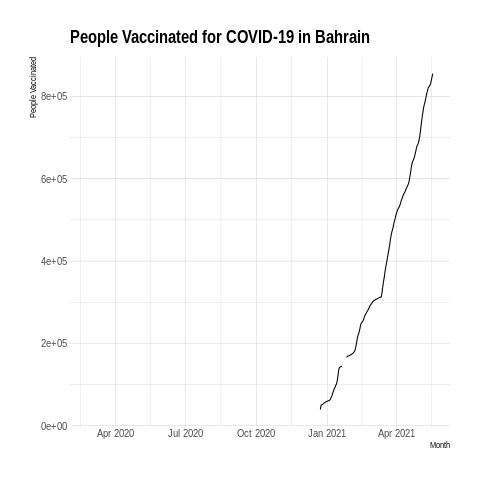 People Vaccinated for COVID-19 in Bahrain
People Vaccinated
8e+05
6e+05
4e+05
2e+05
0e+00
Apr 2020 Jul 2020 Oct 2020 Jan 2021 Apr 2021
Month